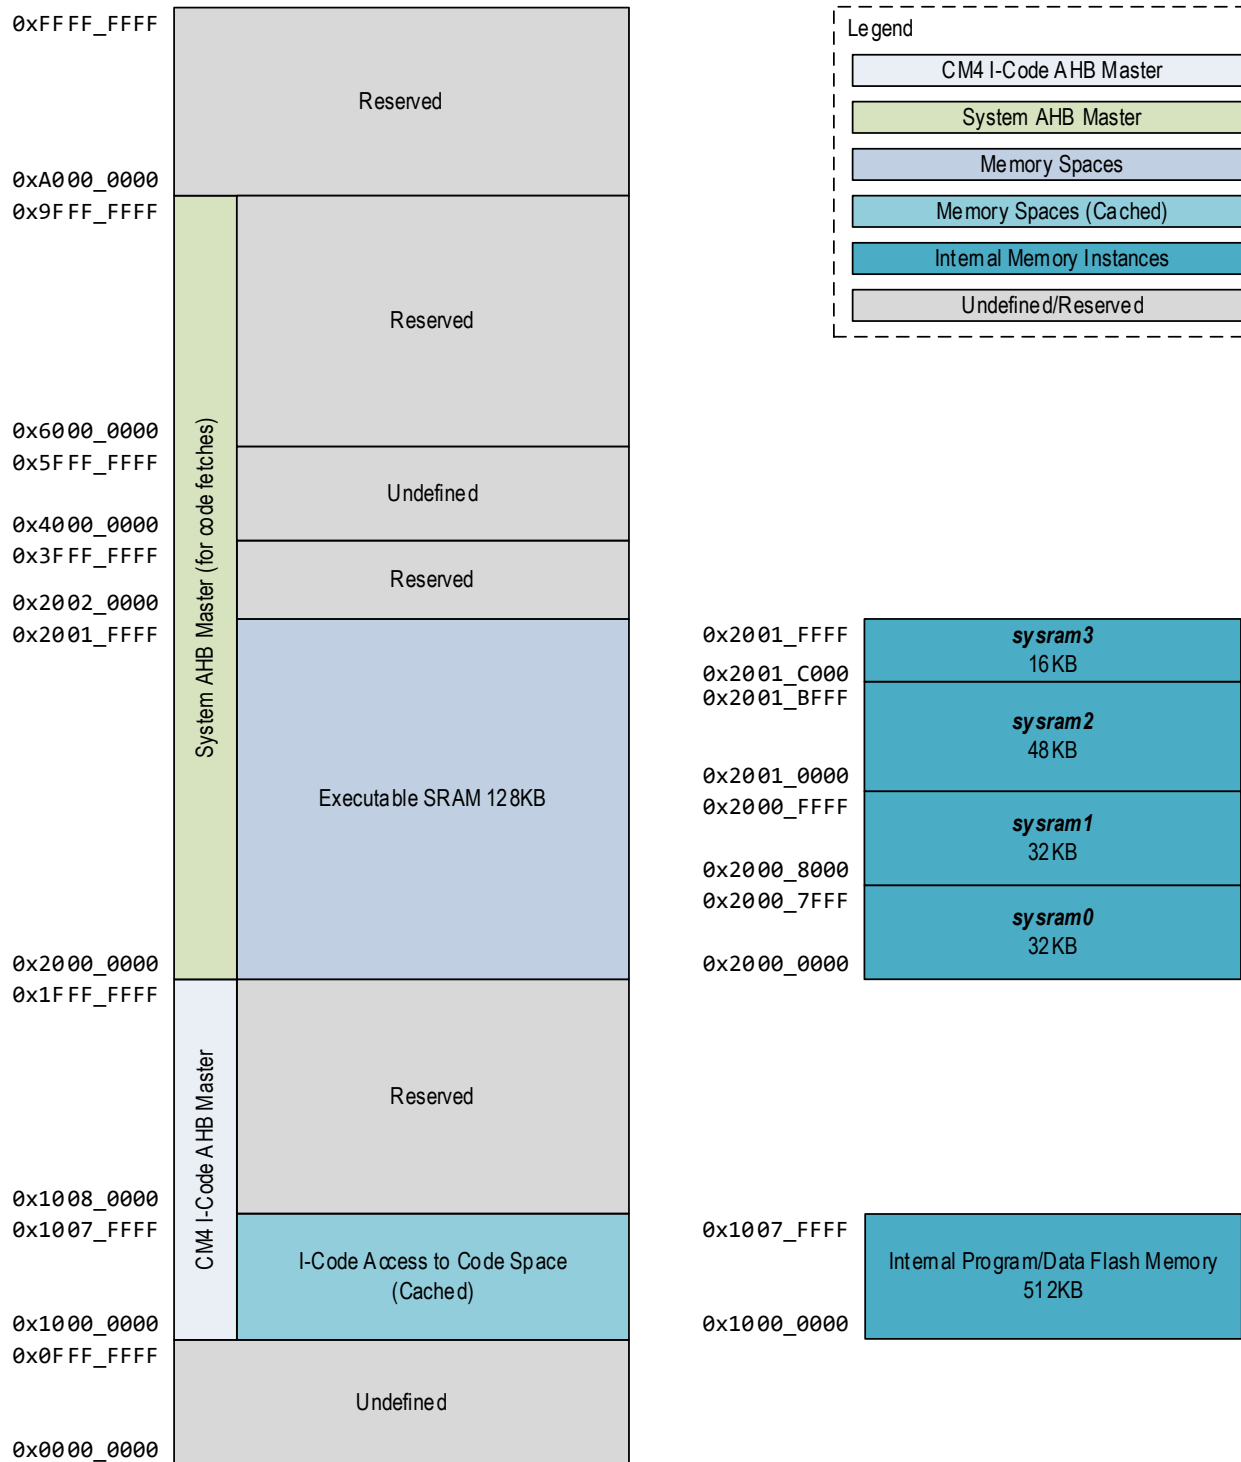 0xFFFF_FFFF
Reserved
0xA000_0000
0x9FFF_FFFF
System AHB Master (for code fetches)
Reserved
0x6000_0000
0x5FFF_FFFF
Undefined
0x4000_0000
0x3FFF_FFFF
Reserved
0x2002_0000
0x2001_FFFF
Executable SRAM 128KB
0x2000_0000
0x1FFF_FFFF
CM4 I-Code AHB Master
Reserved
0x1008_0000
0x1007_FFFF
I-Code Access to Code Space
(Cached)
0x1000_0000
0x0FFF_FFFF
Undefined
0x0000_0000
Legend
CM4 I-Code AHB Master
System AHB Master
Memory Spaces
Memory Spaces (Cached)
Internal Memory Instances
Undefined/Reserved
0x2001_FFFF
sysram3
16KB
0x2001_C000
0x2001_BFFF
sysram2
48KB
0x2001_0000
0x2000_FFFF
sysram1
32KB
0x2000_8000
0x2000_7FFF
sysram0
32KB
0x2000_0000
0x1007_FFFF
Internal Program/Data Flash Memory
512KB
0x1000_0000